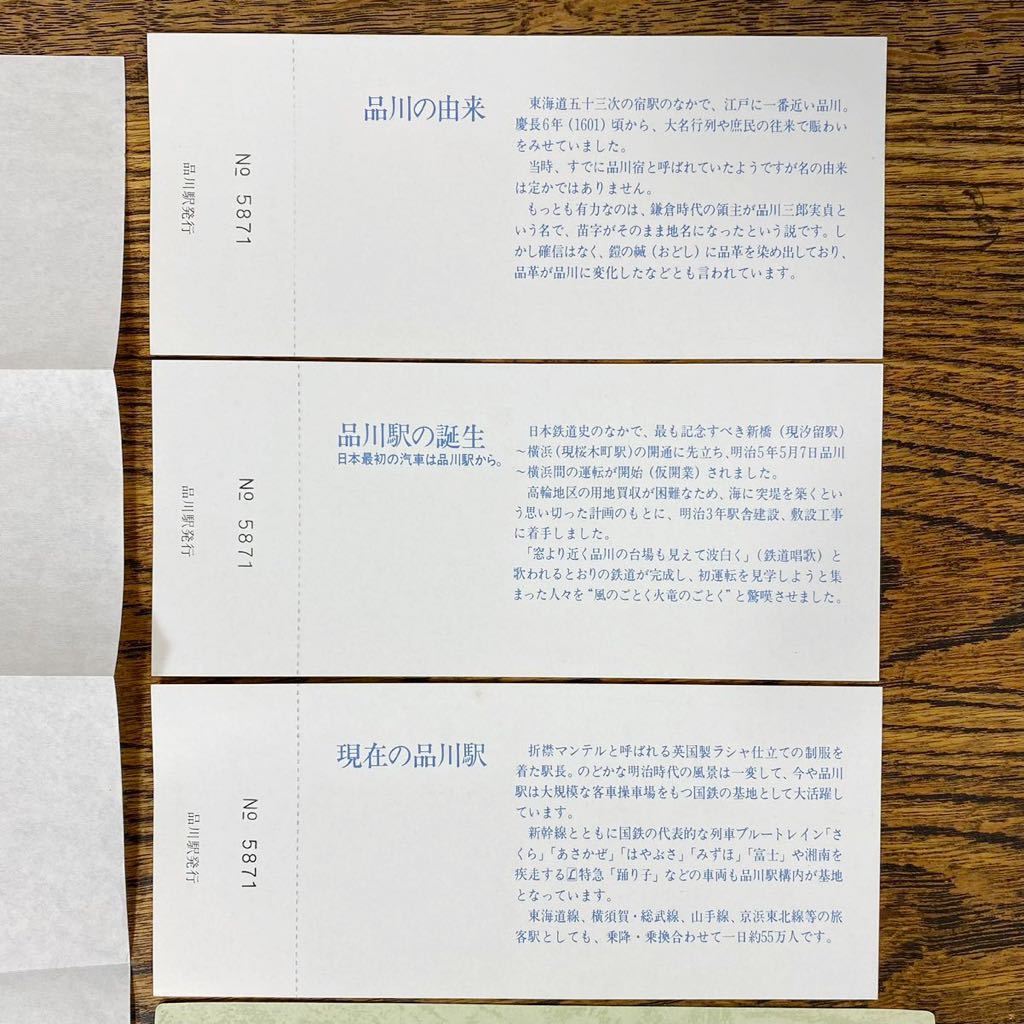 品川の由来
東海道五十三次の宿駅のなかで、江戸に一番近い品川。
慶長6年(1601)頃から、大名行列や庶民の往来で賑わい
をみせていました。
当時、すでに品川宿と呼ばれていたようですが名の由来
は定かではありません。
もっとも有力なのは、鎌倉時代の領主が品川三郎実貞と
いう名で、苗字がそのまま地名になったという説です。し
かし確信はなく、鎧の縅(おどし)に品革を染め出しており、
品革が品川に変化したなどとも言われています。
№ 5871
品川駅発行
品川駅の誕生
日本最初の汽車は品川駅から。
日本鉄道史のなかで、最も記念すべき新橋(現汐留駅)
~横浜(現桜木町駅)の開通に先立ち、明治5年5月7日品川
~横浜間の運転が開始(仮開業)されました。
高輪地区の用地買収が困難なため、海に突堤を築くとい
う思い切った計画のもとに、明治3年駅舎建設、敷設工事
に着手しました。
「窓より近く品川の台場も見えて波白く」(鉄道唱歌)と
歌われるとおりの鉄道が完成し、初運転を見学しようと集
まった人々を“風のごとく火竜のごとく”と驚嘆させました。
№ 5871
品川駅発行
現在の品川駅
折襟マンテルと呼ばれる英国製ラシャ仕立ての制服を
着た駅長。のどかな明治時代の風景は一変して、今や品川
駅は大規模な客車操車場をもつ国鉄の基地として大活躍し
ています。
新幹線とともに国鉄の代表的な列車ブルートレイン「さ
くら」「あさかぜ」「はやぶさ」「みずほ」「富士」や湘南を
疾走するL特急「踊り子」などの車両も品川駅構内が基地
となっています。
東海道線、横須賀・総武線、山手線、京浜東北線等の旅
客駅としても、乗降・乗換合わせて一日約55万人です。
№ 5871
品川駅発行